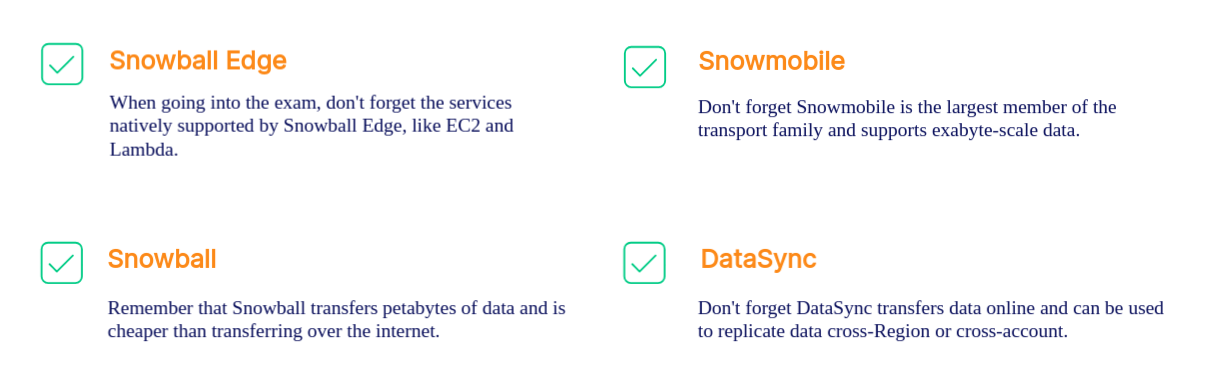 Snowball Edge
When going into the exam, don't forget the services
natively supported by Snowball Edge, like EC2 and
Lambda.
Snowmobile
Don't forget Snowmobile is the largest member of the
transport family and supports exabyte-scale data.
Snowball
Remember that Snowball transfers petabytes of data and is
cheaper than transferring over the internet.
DataSync
Don't forget DataSync transfers data online and can be used
to replicate data cross-Region or cross-account.